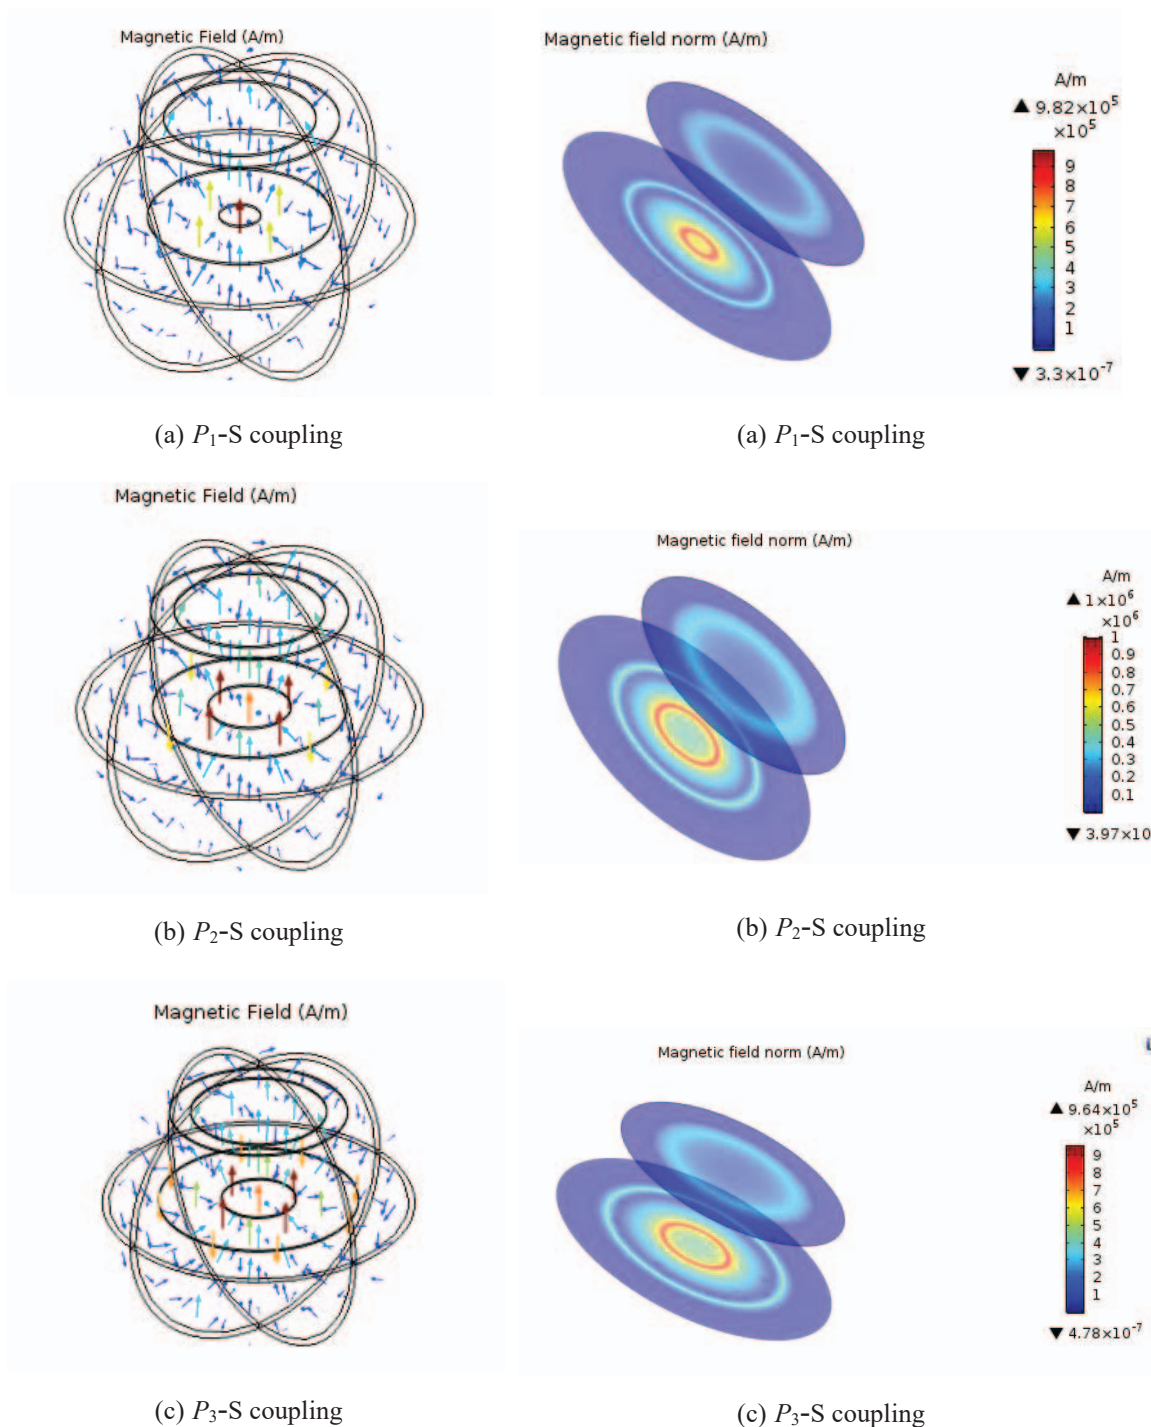 Magnetic Field (A/m)
Magnetic field norm (A/m)
A/m
▲ 9.82×10⁵
×10⁵
9
8
7
6
5
4
3
2
1
▼ 3.3×10⁻⁷
(a) P₁-S coupling
(a) P₁-S coupling
Magnetic Field (A/m)
Magnetic field norm (A/m)
A/m
▲ 1×10⁶
×10⁶
1
0.9
0.8
0.7
0.6
0.5
0.4
0.3
0.2
0.1
▼ 3.97×10
(b) P₂-S coupling
(b) P₂-S coupling
Magnetic Field (A/m)
Magnetic field norm (A/m)
A/m
▲ 9.64×10⁵
×10⁵
9
8
7
6
5
4
3
2
1
▼ 4.78×10⁻⁷
(c) P₃-S coupling
(c) P₃-S coupling